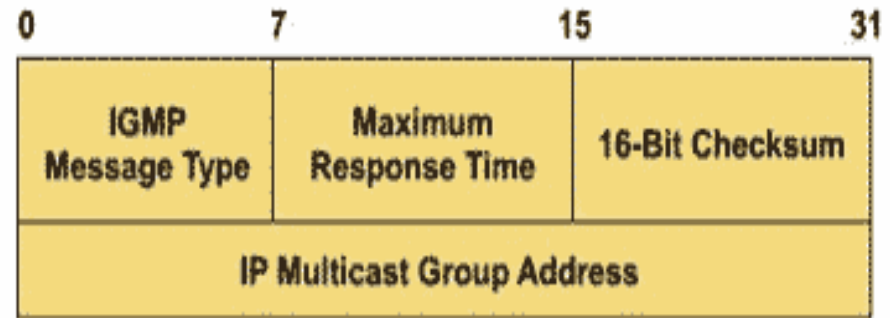 0 7 15 31
IGMP
Message Type
Maximum
Response Time
16-Bit Checksum
IP Multicast Group Address